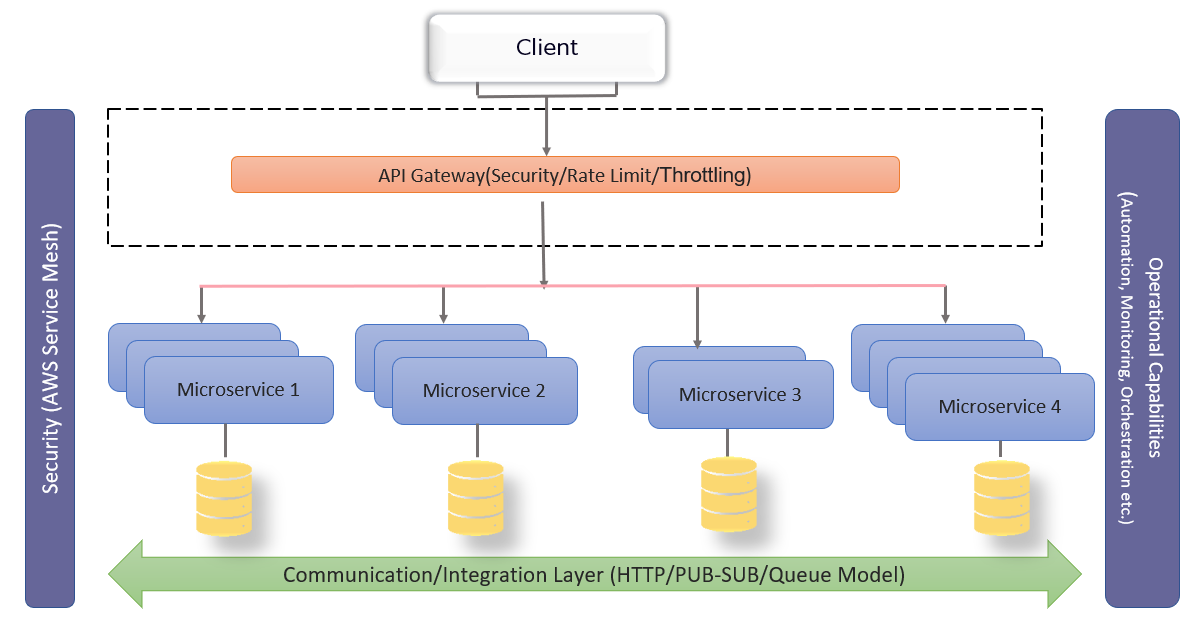 Client
API Gateway(Security/Rate Limit/Throttling)
Security (AWS Service Mesh)
Operational Capabilities
(Automation, Monitoring, Orchestration etc.)
Microservice 1
Microservice 2
Microservice 3
Microservice 4
Communication/Integration Layer (HTTP/PUB-SUB/Queue Model)